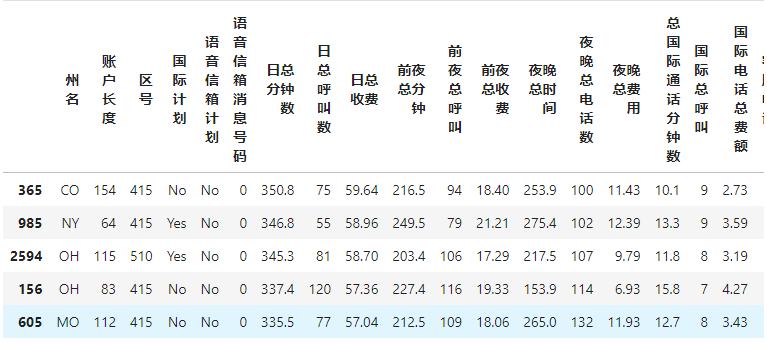 州名 账户长度 区号 国际计划 语音信箱计划 语音信箱消息号码 日总分钟数 日总呼叫数 日总收费 前夜总分钟 前夜总呼叫 前夜总收费 夜晚总时间 夜晚总电话数 夜晚总费用 总国际通话分钟数 国际总呼叫 国际电话总费额
365 CO 154 415 No No 0 350.8 75 59.64 216.5 94 18.40 253.9 100 11.43 10.1 9 2.73
985 NY 64 415 Yes No 0 346.8 55 58.96 249.5 79 21.21 275.4 102 12.39 13.3 9 3.59
2594 OH 115 510 Yes No 0 345.3 81 58.70 203.4 106 17.29 217.5 107 9.79 11.8 8 3.19
156 OH 83 415 No No 0 337.4 120 57.36 227.4 116 19.33 153.9 114 6.93 15.8 7 4.27
605 MO 112 415 No No 0 335.5 77 57.04 212.5 109 18.06 265.0 132 11.93 12.7 8 3.43